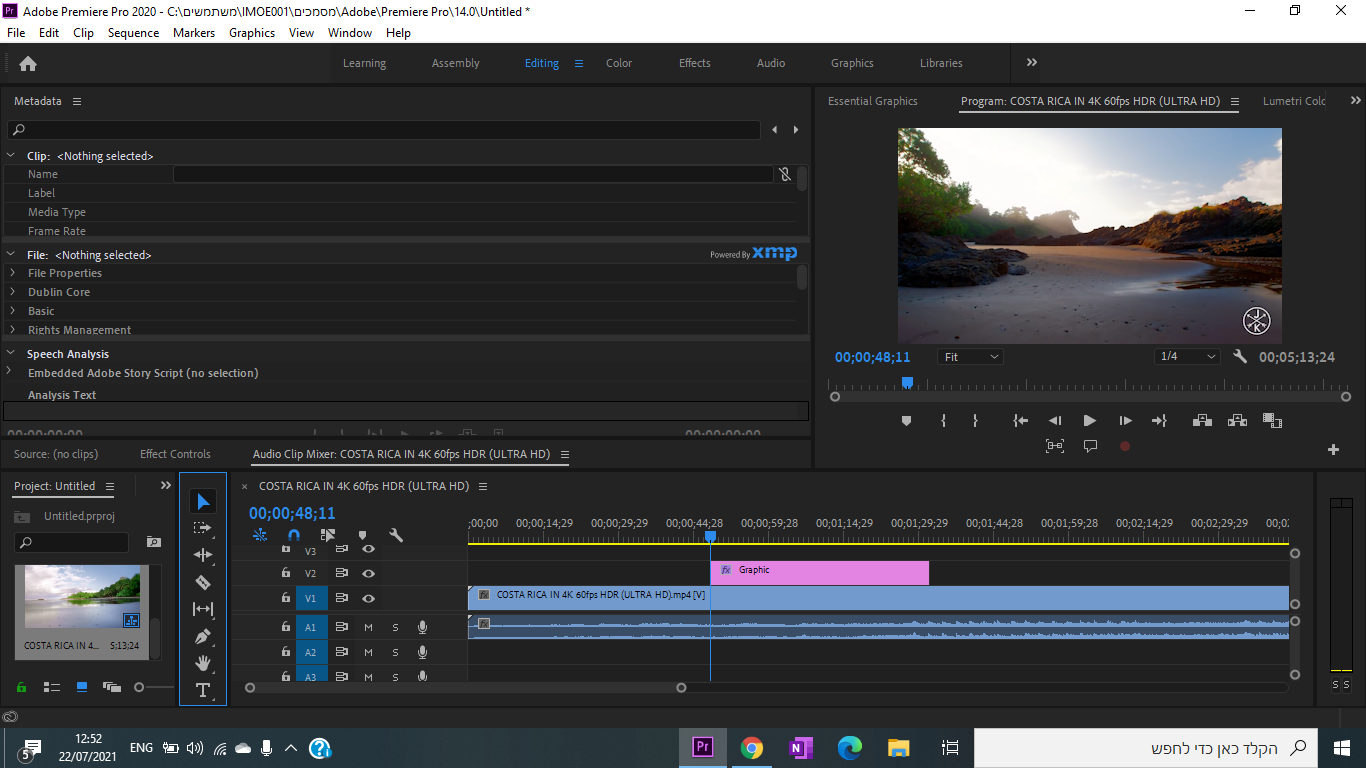 Adobe Premiere Pro 2020 - C:\משתמשים\IMOE001\מסמכים\Adobe\Premiere Pro\14.0\Untitled *
File Edit Clip Sequence Markers Graphics View Window Help
Learning Assembly Editing Color Effects Audio Graphics Libraries
Metadata
Clip: <Nothing selected>
Name
Label
Media Type
Frame Rate
File: <Nothing selected>
Powered By xmp
File Properties
Dublin Core
Basic
Rights Management
Speech Analysis
Embedded Adobe Story Script (no selection)
Analysis Text
00;00;00;00 00;00;00;00
Essential Graphics Program: COSTA RICA IN 4K 60fps HDR (ULTRA HD) Lumetri Colo
J
K
00;00;48;11 Fit 1/4 00;05;13;24
Source: (no clips) Effect Controls Audio Clip Mixer: COSTA RICA IN 4K 60fps HDR (ULTRA HD)
Project: Untitled
Untitled.prproj
COSTA RICA IN 4... 5;13;24
COSTA RICA IN 4K 60fps HDR (ULTRA HD)
00;00;48;11
;00;00 00;00;14;29 00;00;29;29 00;00;44;28 00;00;59;28 00;01;14;29 00;01;29;29 00;01;44;28 00;01;59;28 00;02;14;29 00;02;29;29 00;02
V3
V2 fx Graphic
V1 fx COSTA RICA IN 4K 60fps HDR (ULTRA HD).mp4 [V]
A1 M S fx
A2 M S
A3 M S
S S
T
12:52
22/07/2021
5
ENG
Pr
הקלד כאן כדי לחפש